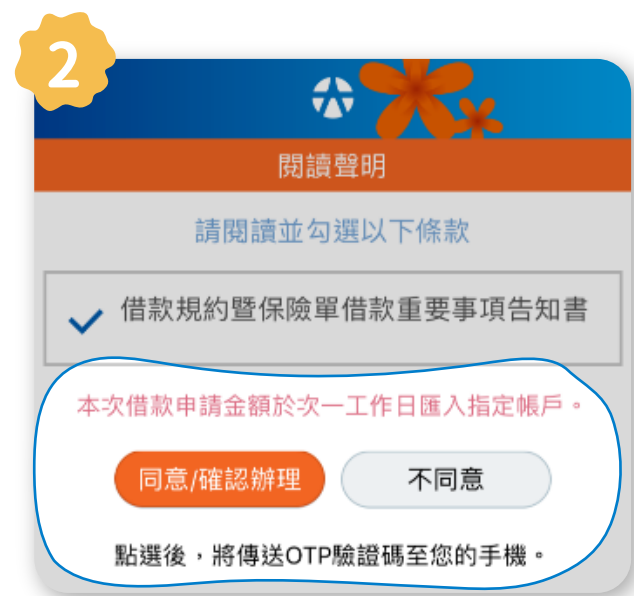 2
閱讀聲明
請閱讀並勾選以下條款
借款規約暨保險單借款重要事項告知書
本次借款申請金額於次一工作日匯入指定帳戶。
同意/確認辦理
不同意
點選後，將傳送OTP驗證碼至您的手機。